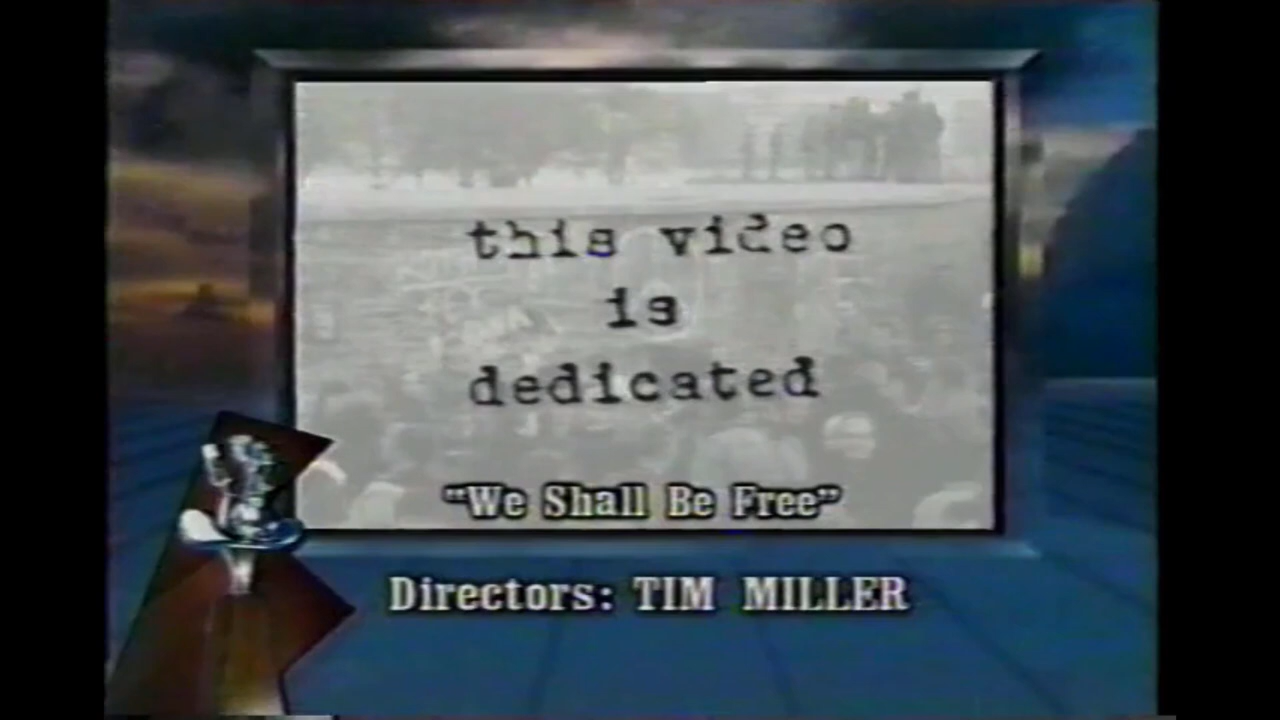 this video
is
dedicated
"We Shall Be Free"
Directors: TIM MILLER